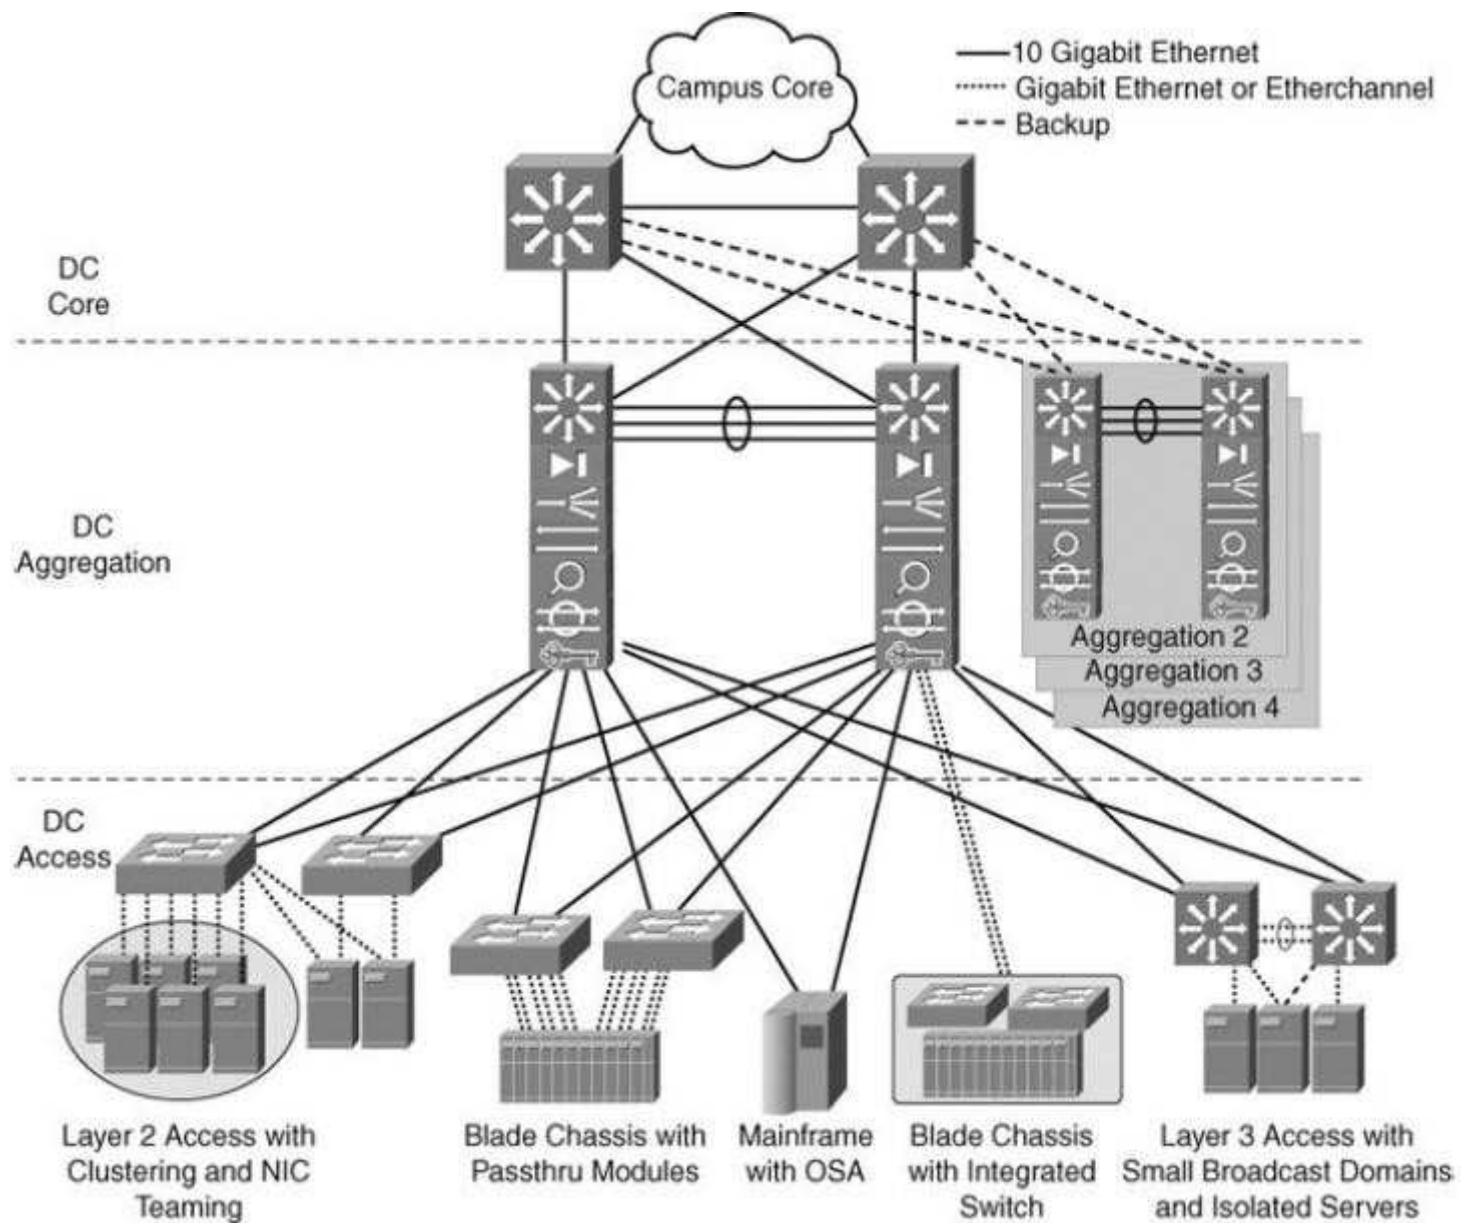 Campus Core
10 Gigabit Ethernet
Gigabit Ethernet or Etherchannel
Backup
DC
Core
DC
Aggregation
Aggregation 2
Aggregation 3
Aggregation 4
DC
Access
Layer 2 Access with
Clustering and NIC
Teaming
Blade Chassis with
Passthru Modules
Mainframe
with OSA
Blade Chassis
with Integrated
Switch
Layer 3 Access with
Small Broadcast Domains
and Isolated Servers